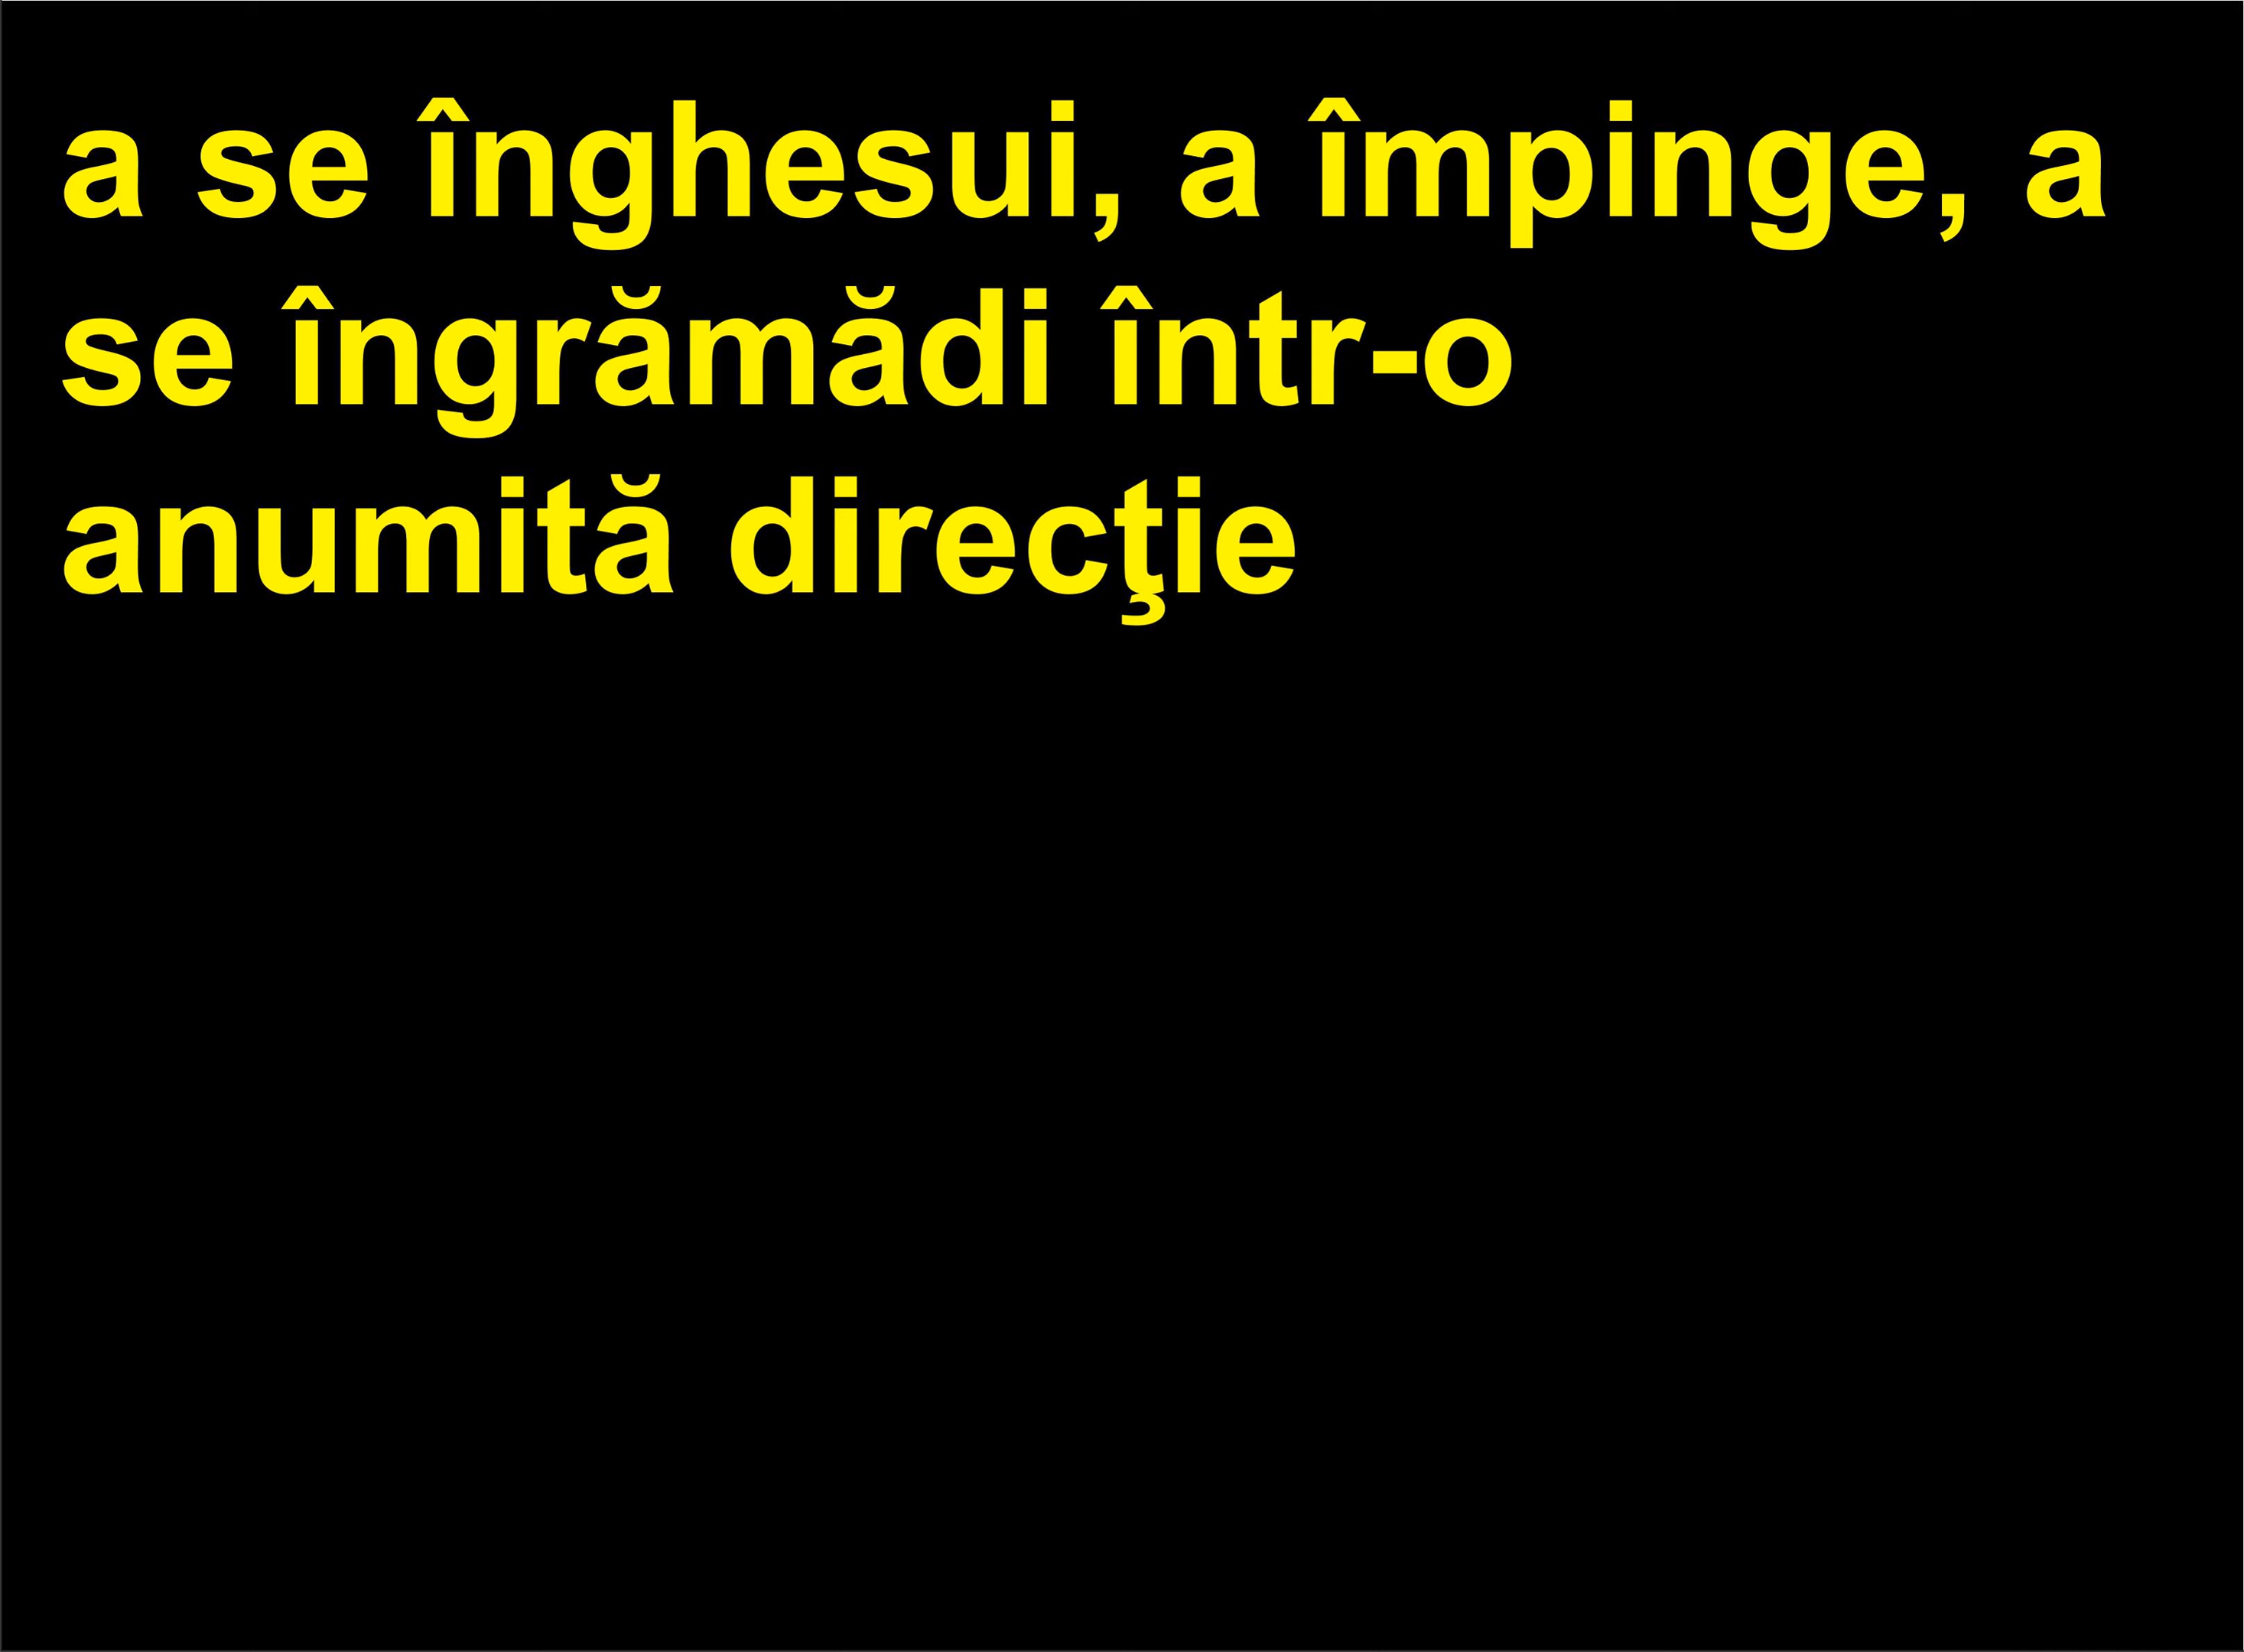 a se înghesui, a împinge, a
se îngrămădi într-o
anumită direcţie